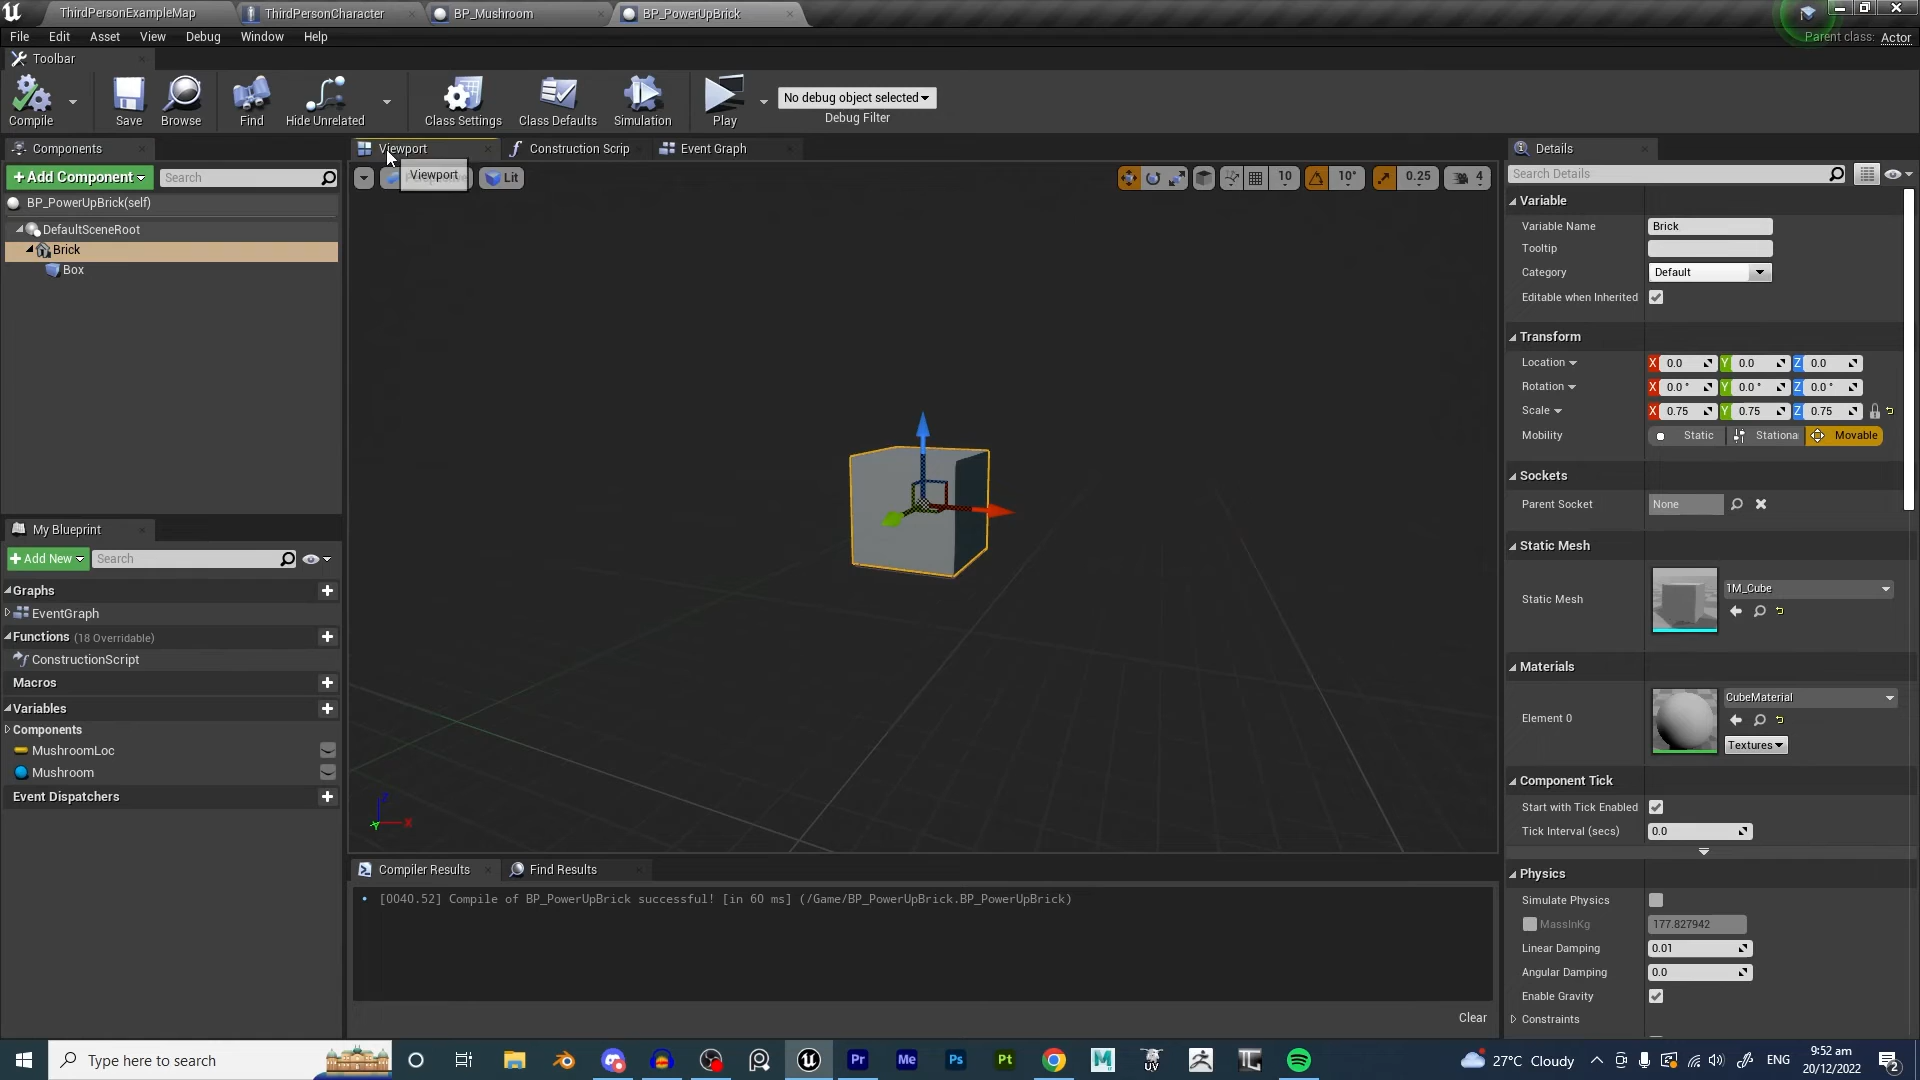 ThirdPersonExampleMap
ThirdPersonCharacter
BP_Mushroom
BP_PowerUpBrick
File Edit Asset View Debug Window Help
Parent class: Actor
Toolbar
Compile
Save
Browse
Find
Hide Unrelated
Class Settings
Class Defaults
Simulation
Play
No debug object selected
Debug Filter
Components
+Add Component
Search
BP_PowerUpBrick(self)
DefaultSceneRoot
Brick
Box
My Blueprint
+Add New
Search
Graphs
EventGraph
Functions (18 Overridable)
ConstructionScript
Macros
Variables
Components
MushroomLoc
Mushroom
Event Dispatchers
Viewport
Construction Scrip
Event Graph
Viewport
Lit
10
10°
0.25
4
Z
Y
X
Compiler Results
Find Results
[0040.52] Compile of BP_PowerUpBrick successful! [in 60 ms] (/Game/BP_PowerUpBrick.BP_PowerUpBrick)
Clear
Details
Search Details
Variable
Variable Name Brick
Tooltip
Category Default
Editable when Inherited
Transform
Location X 0.0 Y 0.0 Z 0.0
Rotation X 0.0° Y 0.0° Z 0.0°
Scale X 0.75 Y 0.75 Z 0.75
Mobility Static Stationa Movable
Sockets
Parent Socket None
Static Mesh
Static Mesh 1M_Cube
Materials
Element 0 CubeMaterial
Textures
Component Tick
Start with Tick Enabled
Tick Interval (secs) 0.0
Physics
Simulate Physics
MassInKg 177.827942
Linear Damping 0.01
Angular Damping 0.0
Enable Gravity
Constraints
Type here to search
Pr
Me
Ps
Pt
M
UV
27°C Cloudy
ENG
9:52 am
20/12/2022
2